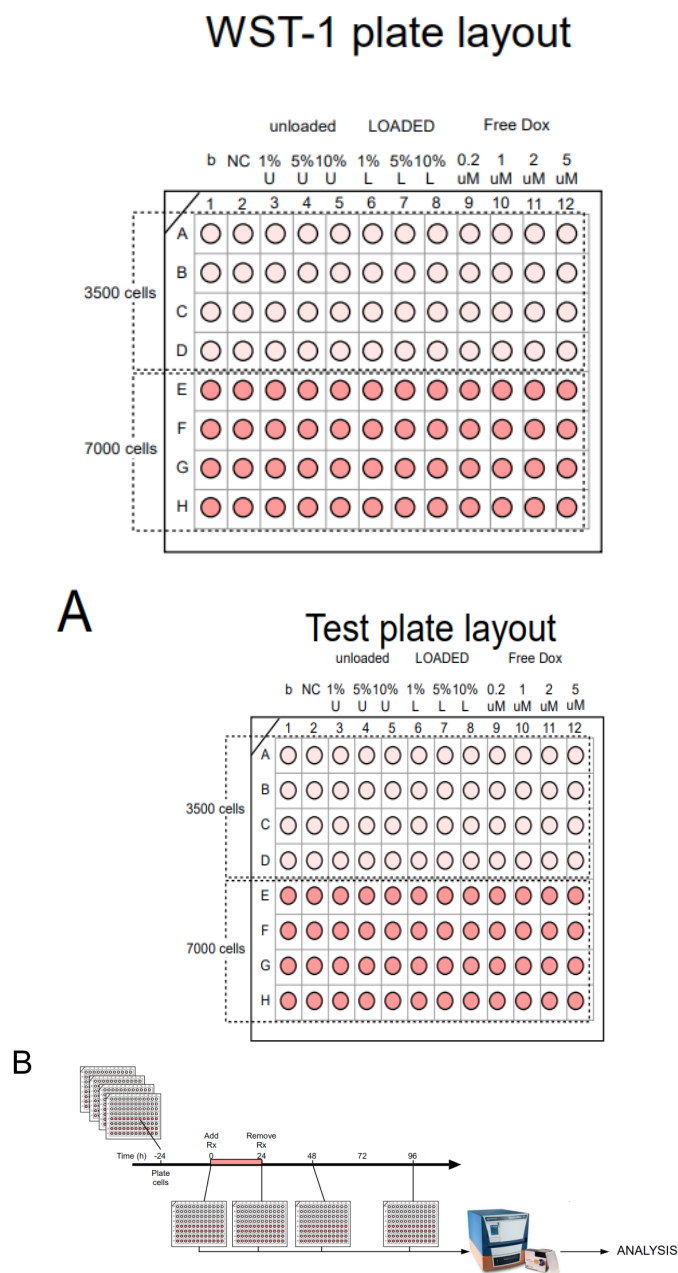 WST-1 plate layout
unloaded LOADED Free Dox
b NC 1% 5% 10% 1% 5% 10% 0.2 1 2 5
U U U L L L uM uM uM uM
1 2 3 4 5 6 7 8 9 10 11 12
A
B
3500 cells
C
D
E
F
7000 cells
G
H
A
Test plate layout
unloaded LOADED Free Dox
b NC 1% 5% 10% 1% 5% 10% 0.2 1 2 5
U U U L L L uM uM uM uM
1 2 3 4 5 6 7 8 9 10 11 12
A
B
3500 cells
C
D
E
F
7000 cells
G
H
B
Add Remove
Rx Rx
Time (h) -24 0 24 48 72 96
Plate
cells
ANALYSIS